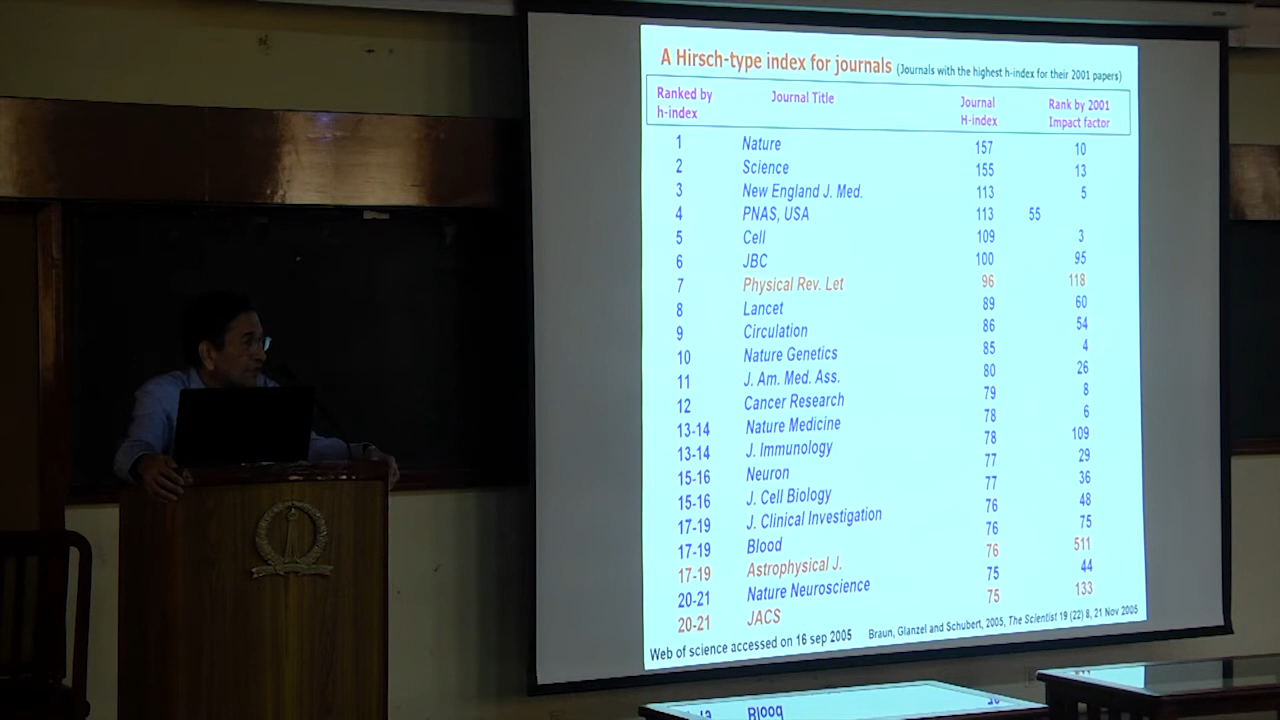 A Hirsch-type index for journals (Journals with the highest h-index for their 2001 papers)
Ranked by h-index Journal Title Journal H-index Rank by 2001 Impact factor
1 Nature 157 10
2 Science 155 13
3 New England J. Med. 113 5
4 PNAS, USA 113 55
5 Cell 109 3
6 JBC 100 95
7 Physical Rev. Let 96 118
8 Lancet 89 60
9 Circulation 86 54
10 Nature Genetics 85 4
11 J. Am. Med. Ass. 80 26
12 Cancer Research 79 8
13-14 Nature Medicine 78 6
13-14 J. Immunology 78 109
15-16 Neuron 77 29
15-16 J. Cell Biology 77 36
17-19 J. Clinical Investigation 76 48
17-19 Blood 76 75
17-19 Astrophysical J. 76 511
20-21 Nature Neuroscience 75 44
20-21 JACS 75 133
Web of science accessed on 16 sep 2005 Braun, Glanzel and Schubert, 2005, The Scientist 19 (22) 8, 21 Nov 2005